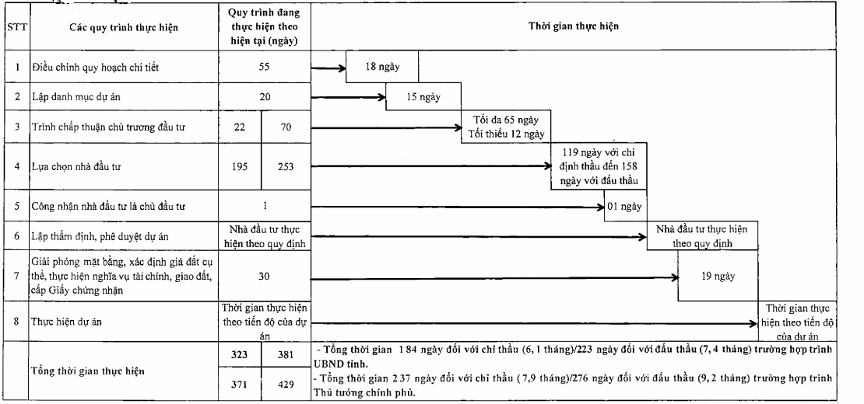 STT
Các quy trình thực hiện
Quy trình đang
thực hiện theo
hiện tại (ngày)
Thời gian thực hiện
1
Điều chỉnh quy hoạch chi tiết
55
18 ngày
2
Lập danh mục dự án
20
15 ngày
3
Trình chấp thuận chủ trương đầu tư
22
70
Tối đa 65 ngày
Tối thiểu 12 ngày
4
Lựa chọn nhà đầu tư
195
253
119 ngày với chỉ
định thầu đến 158
ngày với đấu thầu
5
Công nhận nhà đầu tư là chủ đầu tư
1
01 ngày
6
Lập thẩm định, phê duyệt dự án
Nhà đầu tư thực
hiện theo quy định
Nhà đầu tư thực hiện
theo quy định
7
Giải phóng mặt bằng, xác định giá đất cụ
thể, thực hiện nghĩa vụ tài chính, giao đất,
cấp Giấy chứng nhận
30
19 ngày
8
Thực hiện dự án
Thời gian thực hiện
theo tiến độ của dự
án
Thời gian thực
hiện theo tiến độ
của dự án
Tổng thời gian thực hiện
323
381
371
429
- Tổng thời gian 184 ngày đối với chỉ thầu (6,1 tháng)/223 ngày đối với đấu thầu (7,4 tháng) trường hợp trình
UBND tỉnh.
- Tổng thời gian 237 ngày đối với chỉ thầu (7,9 tháng)/276 ngày đối với đấu thầu (9,2 tháng) trường hợp trình
Thủ tướng chính phủ.